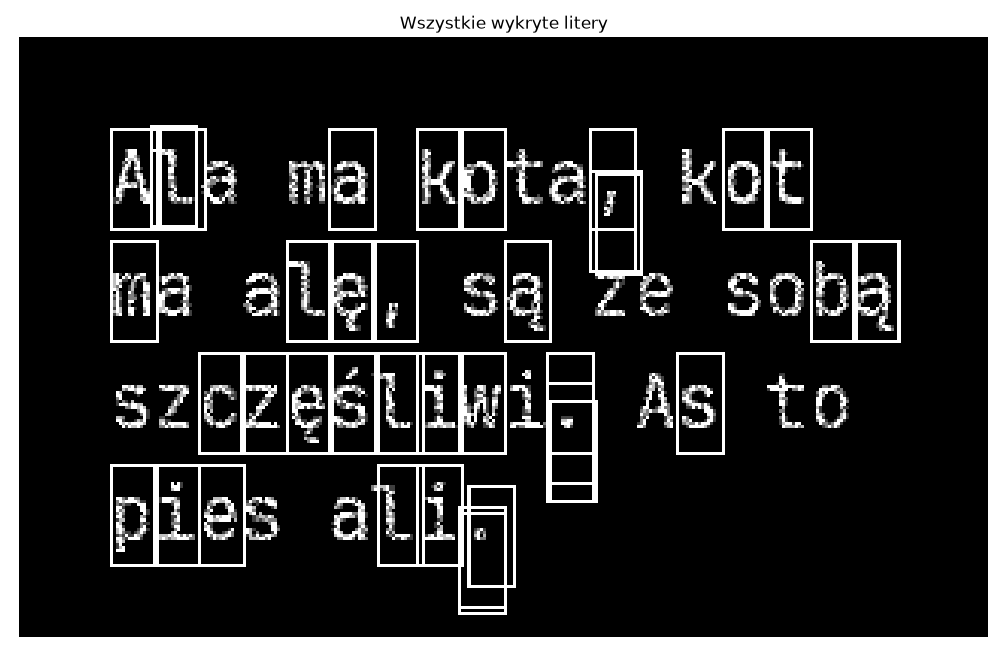 Wszystkie wykryte litery
Ala ma kota, kot
ma alę, są ze sobą
szczęśliwi. As to
pies ali.